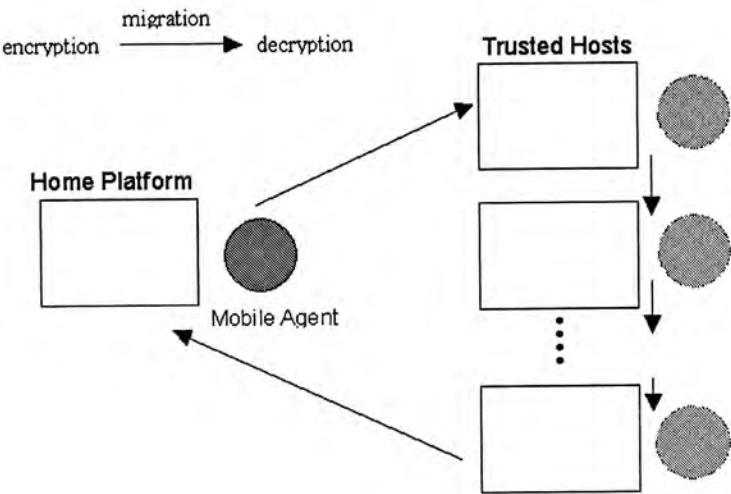 migration
encryption
decryption
Trusted Hosts
Home Platform
Mobile Agent